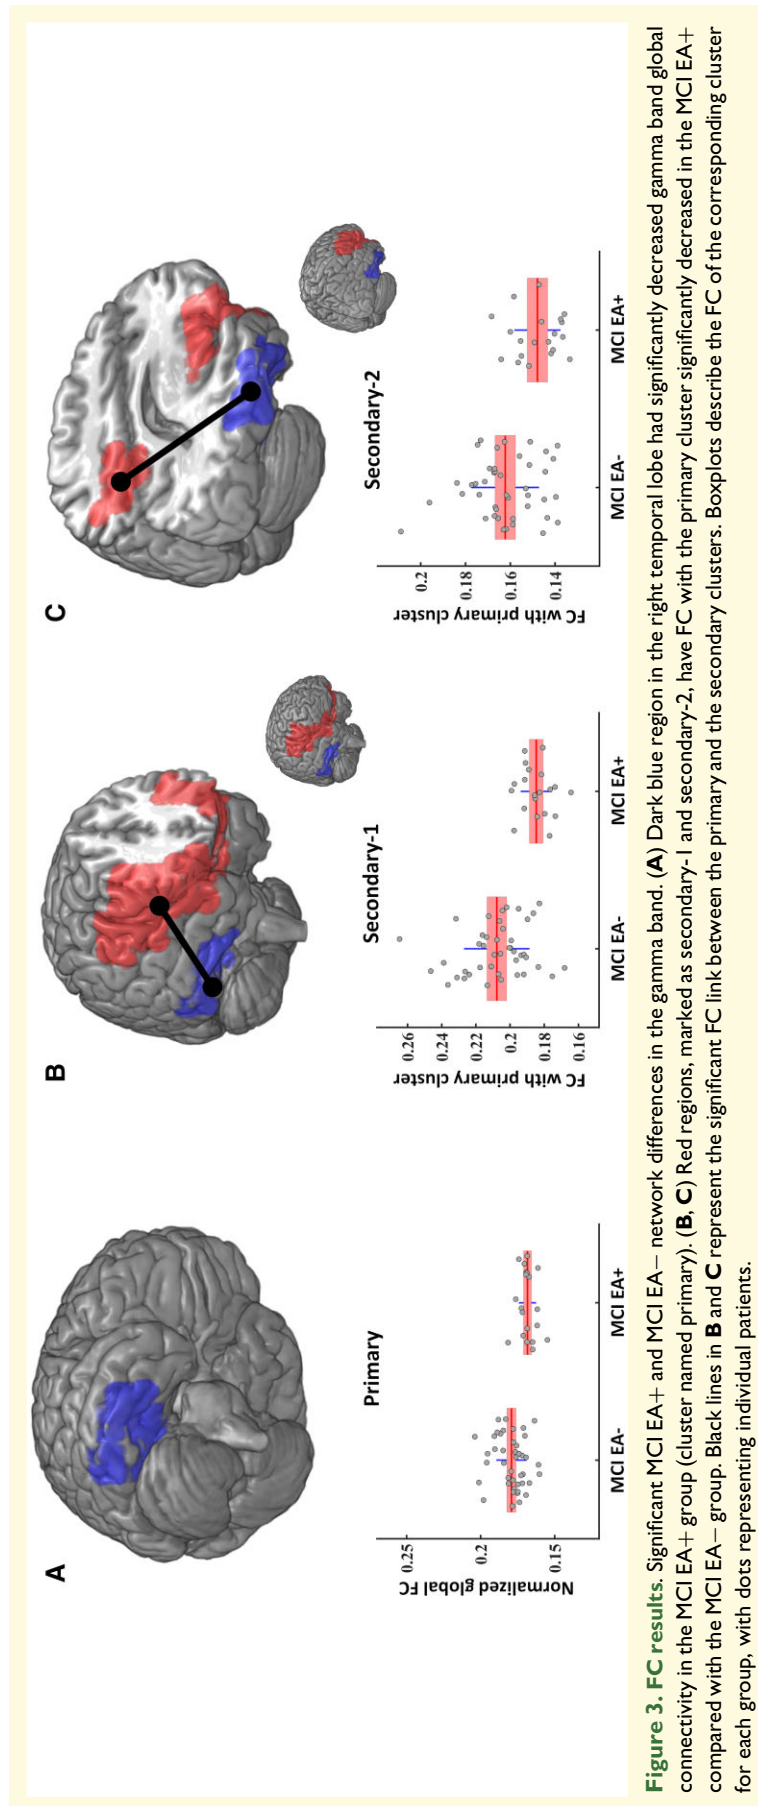 A
B
C
Primary
Secondary-1
Secondary-2
Normalized global FC
0.25
0.2
0.15
MCI EA-
MCI EA+
FC with primary cluster
0.26
0.24
0.22
0.2
0.18
0.16
MCI EA-
MCI EA+
FC with primary cluster
0.2
0.18
0.16
0.14
MCI EA-
MCI EA+
Figure 3. FC results. Significant MCI EA+ and MCI EA− network differences in the gamma band. (A) Dark blue region in the right temporal lobe had significantly decreased gamma band global
connectivity in the MCI EA+ group (cluster named primary). (B, C) Red regions, marked as secondary-1 and secondary-2, have FC with the primary cluster significantly decreased in the MCI EA+
compared with the MCI EA− group. Black lines in B and C represent the significant FC link between the primary and the secondary clusters. Boxplots describe the FC of the corresponding cluster
for each group, with dots representing individual patients.